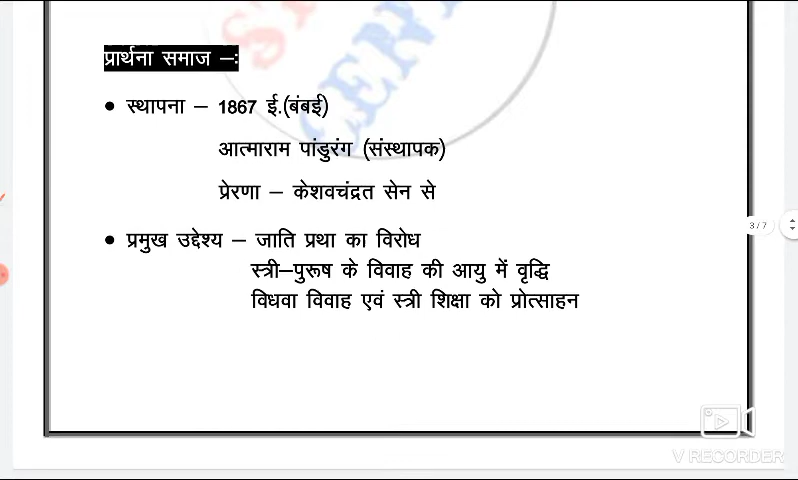 प्रार्थना समाज –:
• स्थापना – 1867 ई.(बंबई)
आत्माराम पांडुरंग (संस्थापक)
प्रेरणा – केशवचंद्रत सेन से
• प्रमुख उद्देश्य – जाति प्रथा का विरोध
स्त्री–पुरूष के विवाह की आयु में वृद्धि
विधवा विवाह एवं स्त्री शिक्षा को प्रोत्साहन
3 / 7
V RECORDER